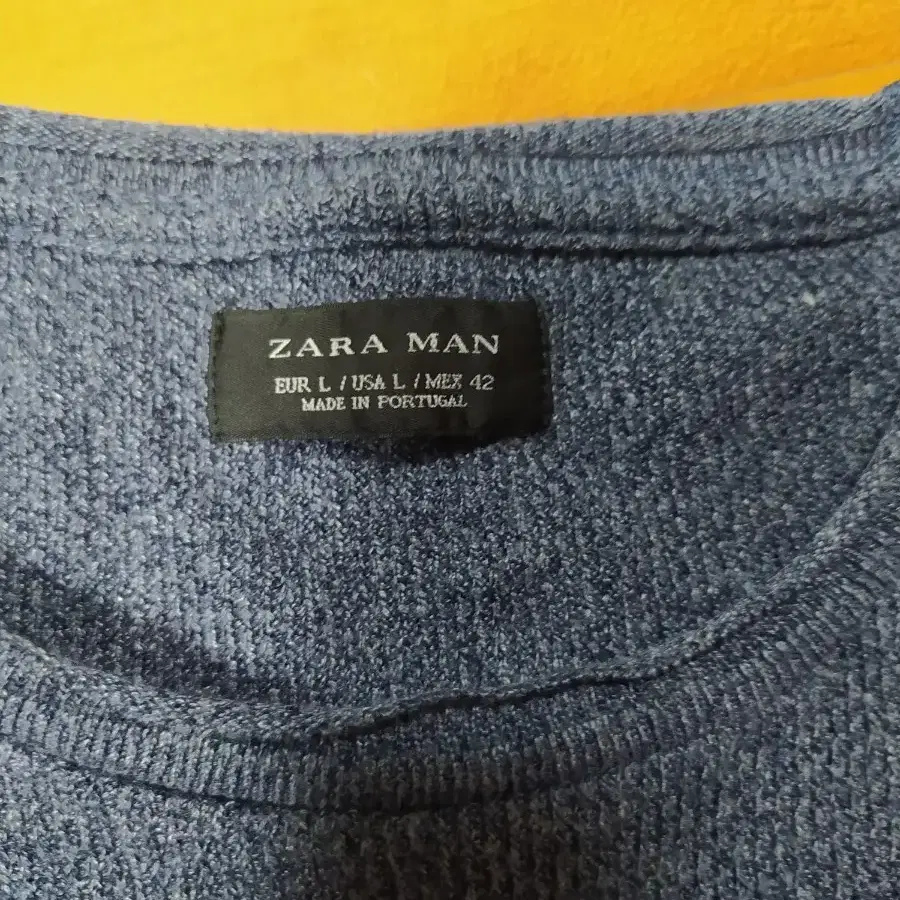 ZARA MAN
EUR L / USA L / MEX 42
MADE IN PORTUGAL